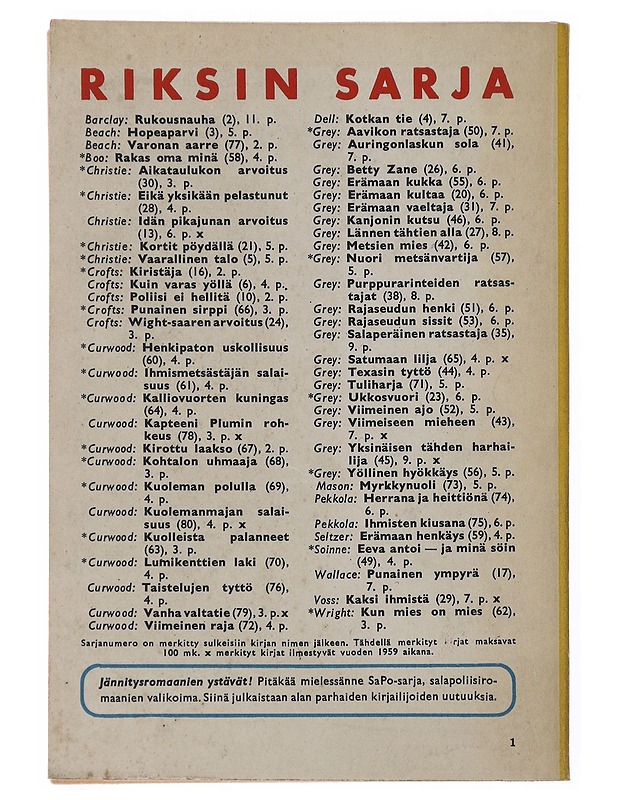 RIKSIN SARJA
Barclay: Rukousnauha (2), 11. p.
Beach: Hopeaparvi (3), 5. p.
Beach: Varonan aarre (77), 2. p.
*Boo: Rakas oma minä (58), 4. p.
*Christie: Aikataulukon arvoitus
(30), 3. p.
*Christie: Eikä yksikään pelastunut
(28), 4. p.
Christie: Idän pikajunan arvoitus
(13), 6. p. x
*Christie: Kortit pöydällä (21), 5. p.
*Christie: Vaarallinen talo (5), 5. p.
*Crofts: Kiristäja (16), 2. p.
Crofts: Kuin varas yöllä (6), 4. p.
Crofts: Poliisi ei hellitä (10), 2. p.
*Crofts: Punainen sirppi (66), 3. p.
Crofts: Wight-saaren arvoitus (24),
3. p.
*Curwood: Henkipaton uskollisuus
(60), 4. p.
*Curwood: Ihmismetsästäjän salai-
suus (61), 4. p.
*Curwood: Kalliovuorten kuningas
(64), 4. p.
Curwood: Kapteeni Plumin roh-
keus (78), 3. p. x
*Curwood: Kirottu laakso (67), 2. p.
*Curwood: Kohtalon uhmaaja (68),
3. p.
*Curwood: Kuoleman polulla (69),
4. p.
Curwood: Kuolemanmajan salai-
suus (80), 4. p. x
*Curwood: Kuolleista palanneet
(63), 3. p.
*Curwood: Lumikenttien laki (70),
4. p.
Curwood: Taistelujen tyttö (76),
4. p.
Curwood: Vanha valtatie (79), 3. p. x
Curwood: Viimeinen raja (72), 4. p.
Dell: Kotkan tie (4), 7. p.
*Grey: Aavikon ratsastaja (50), 7. p.
Grey: Auringonlaskun sola (41),
7. p.
Grey: Betty Zane (26), 6. p.
Grey: Erämaan kukka (55), 6. p.
Grey: Erämaan kultaa (20), 6. p.
Grey: Erämaan vaeltaja (31), 7. p.
Grey: Kanjonin kutsu (46), 6. p.
Grey: Lännen tähtien alla (27), 8. p.
Grey: Metsien mies (42), 6. p.
*Grey: Nuori metsänvartija (57),
5. p.
Grey: Purppurarinteiden ratsas-
tajat (38), 8. p.
Grey: Rajaseudun henki (51), 6. p.
Grey: Rajaseudun sissit (53), 6. p.
Grey: Salaperäinen ratsastaja (35),
9. p.
Grey: Satumaan lilja (65), 4. p. x
Grey: Texasin tyttö (44), 4. p.
Grey: Tuliharja (71), 5. p.
*Grey: Ukkosvuori (23), 6. p.
Grey: Viimeinen ajo (52), 5. p.
Grey: Viimeiseen mieheen (43),
7. p. x
Grey: Yksinäisen tähden harhai-
lija (45), 9. p. x
*Grey: Yöllinen hyökkäys (56), 5. p.
Mason: Myrkkynuoli (73), 5. p.
Pekkola: Herrana ja heittiönä (74),
6. p.
Pekkola: Ihmisten kiusana (75), 6. p.
Seltzer: Erämaan henkäys (59), 4. p.
*Soinne: Eeva antoi — ja minä söin
(49), 4. p.
Wallace: Punainen ympyrä (17),
7. p.
Voss: Kaksi ihmistä (29), 7. p. x
*Wright: Kun mies on mies (62),
3. p.
Sarjanumero on merkitty sulkeisiin kirjan nimen jälkeen. Tähdellä merkityt kirjat maksavat
100 mk. x merkityt kirjat ilmestyvät vuoden 1959 aikana.
Jännitysromaanien ystävät! Pitäkää mielessänne SaPo-sarja, salapoliisiro-
maanien valikoima. Siinä julkaistaan alan parhaiden kirjailijoiden uutuuksia.
1